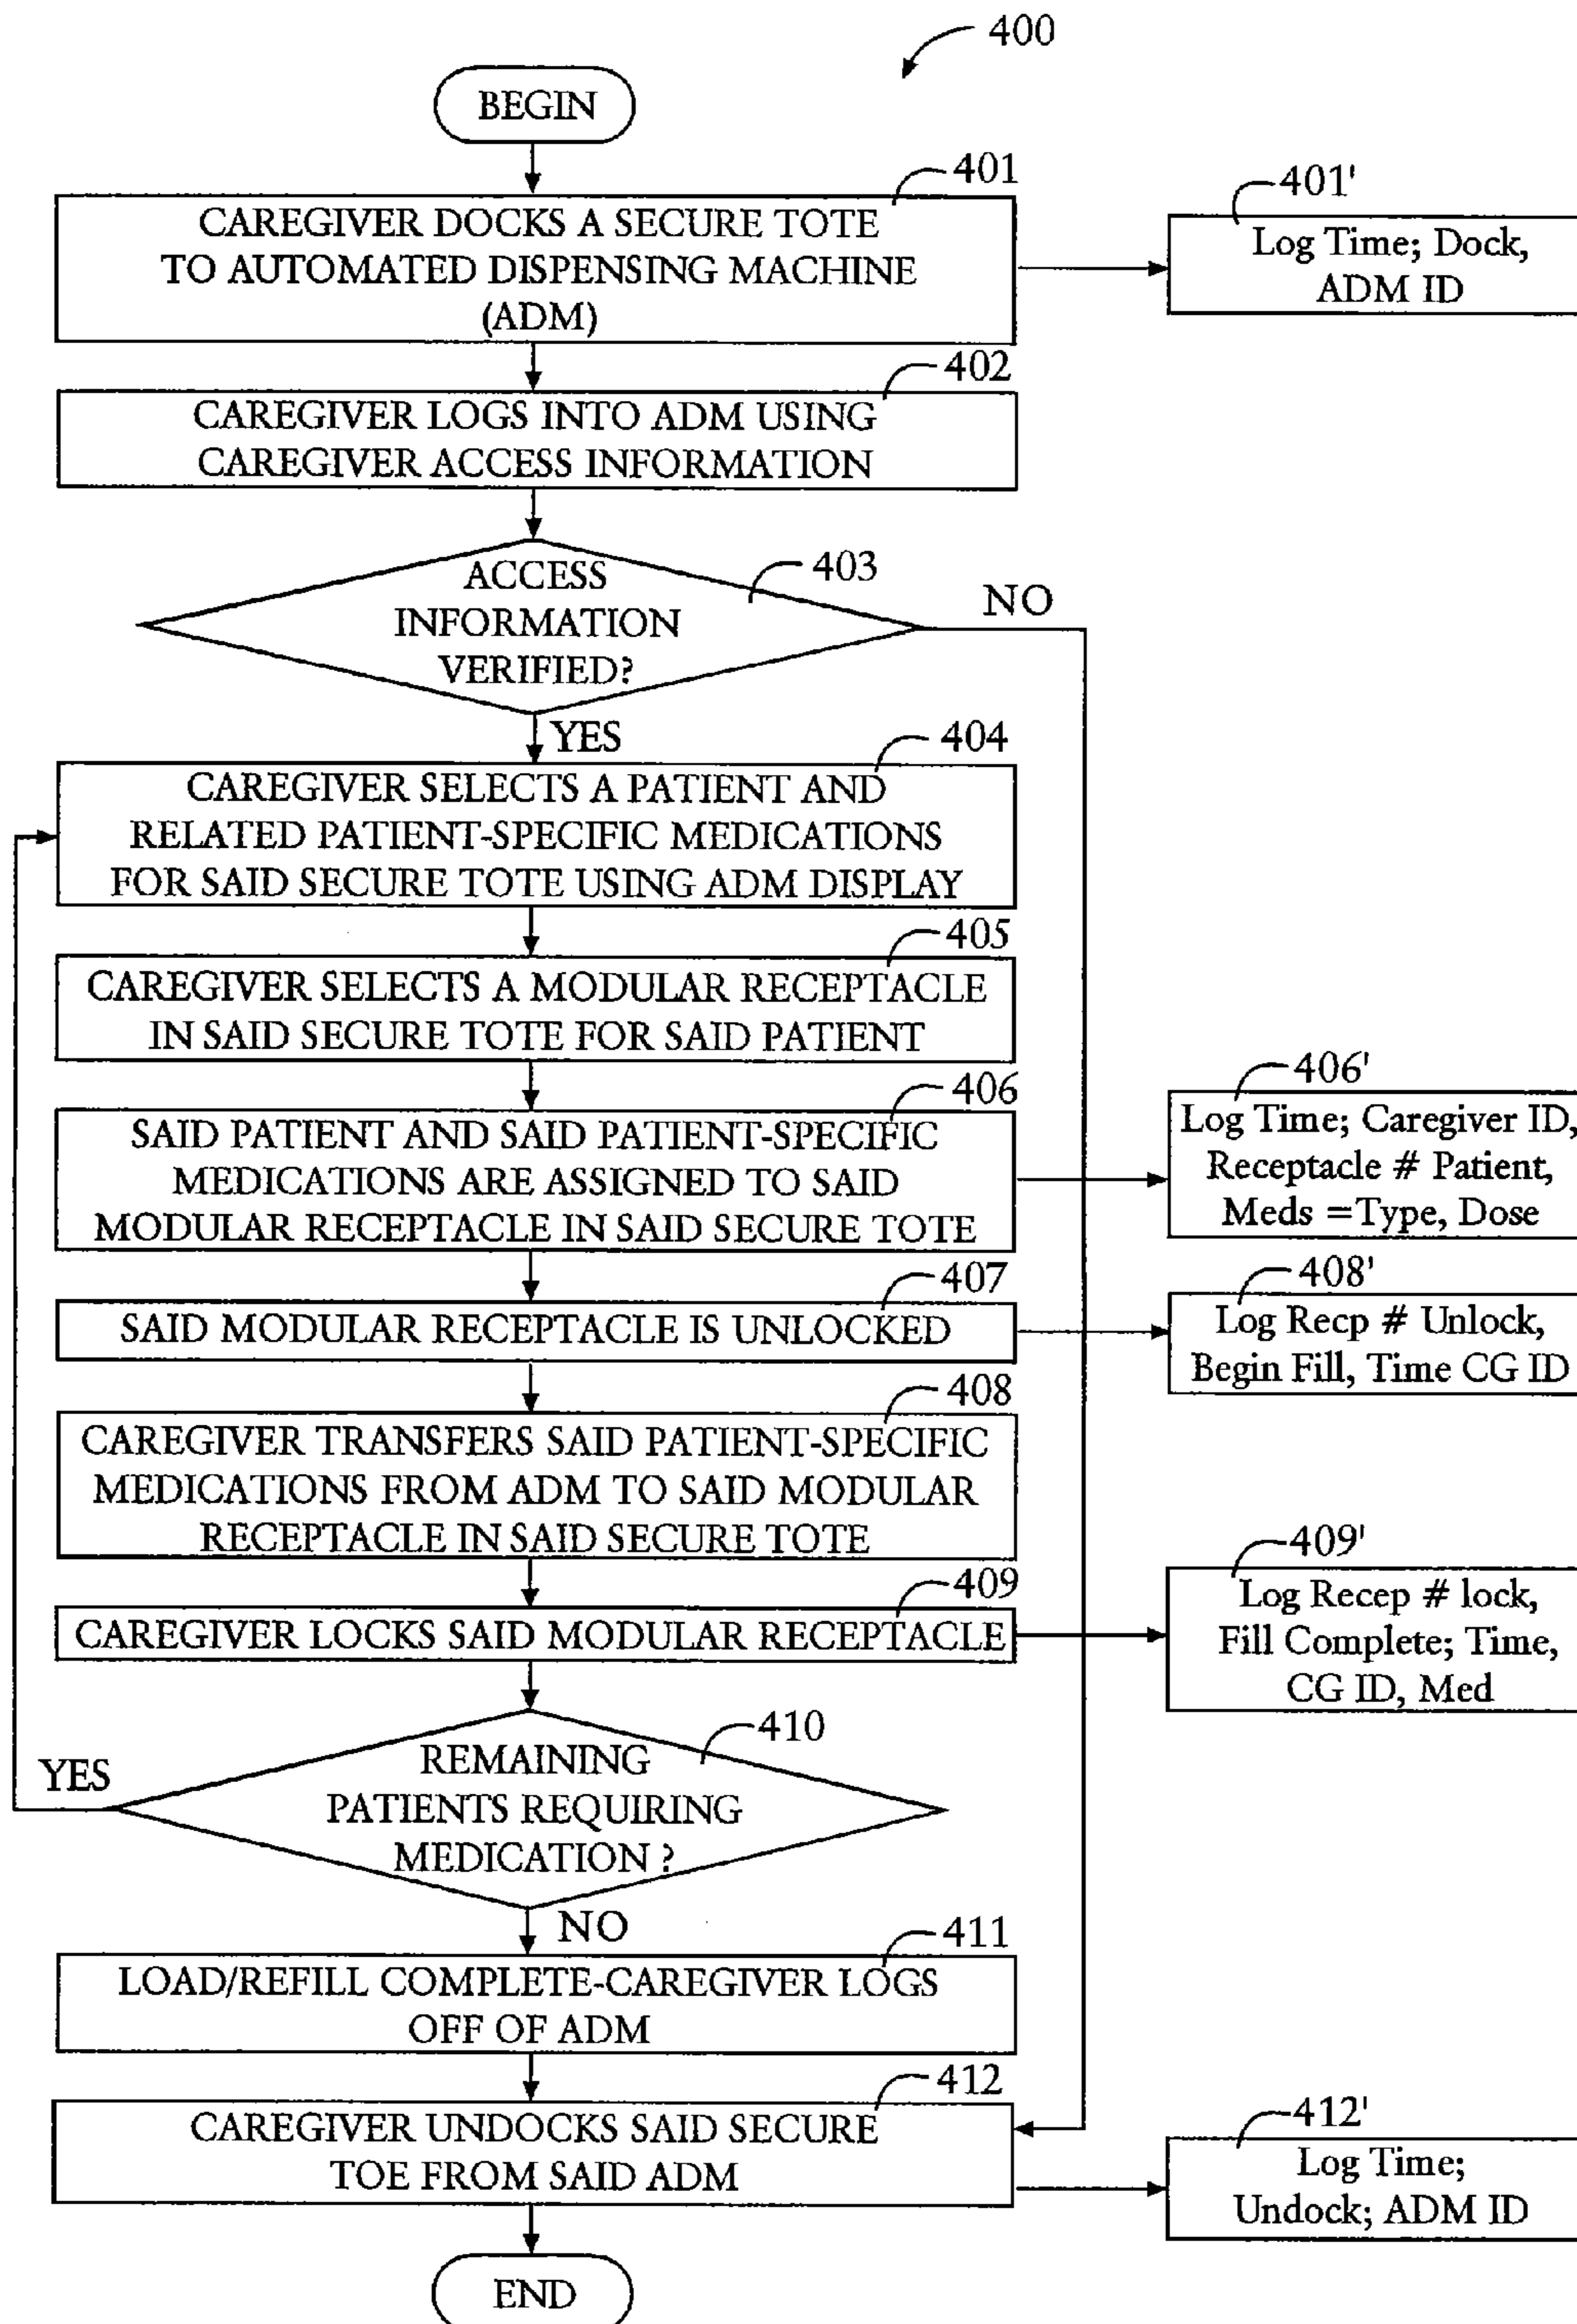 400
BEGIN
401
CAREGIVER DOCKS A SECURE TOTE
TO AUTOMATED DISPENSING MACHINE
(ADM)
401'
Log Time; Dock,
ADM ID
402
CAREGIVER LOGS INTO ADM USING
CAREGIVER ACCESS INFORMATION
403
ACCESS
INFORMATION
VERIFIED?
NO
YES
404
CAREGIVER SELECTS A PATIENT AND
RELATED PATIENT-SPECIFIC MEDICATIONS
FOR SAID SECURE TOTE USING ADM DISPLAY
405
CAREGIVER SELECTS A MODULAR RECEPTACLE
IN SAID SECURE TOTE FOR SAID PATIENT
406
SAID PATIENT AND SAID PATIENT-SPECIFIC
MEDICATIONS ARE ASSIGNED TO SAID
MODULAR RECEPTACLE IN SAID SECURE TOTE
406'
Log Time; Caregiver ID,
Receptacle # Patient,
Meds =Type, Dose
407
SAID MODULAR RECEPTACLE IS UNLOCKED
408'
Log Recp # Unlock,
Begin Fill, Time CG ID
408
CAREGIVER TRANSFERS SAID PATIENT-SPECIFIC
MEDICATIONS FROM ADM TO SAID MODULAR
RECEPTACLE IN SAID SECURE TOTE
409
CAREGIVER LOCKS SAID MODULAR RECEPTACLE
409'
Log Recep # lock,
Fill Complete; Time,
CG ID, Med
410
REMAINING
PATIENTS REQUIRING
MEDICATION ?
YES
NO
411
LOAD/REFILL COMPLETE-CAREGIVER LOGS
OFF OF ADM
412
CAREGIVER UNDOCKS SAID SECURE
TOE FROM SAID ADM
412'
Log Time;
Undock; ADM ID
END